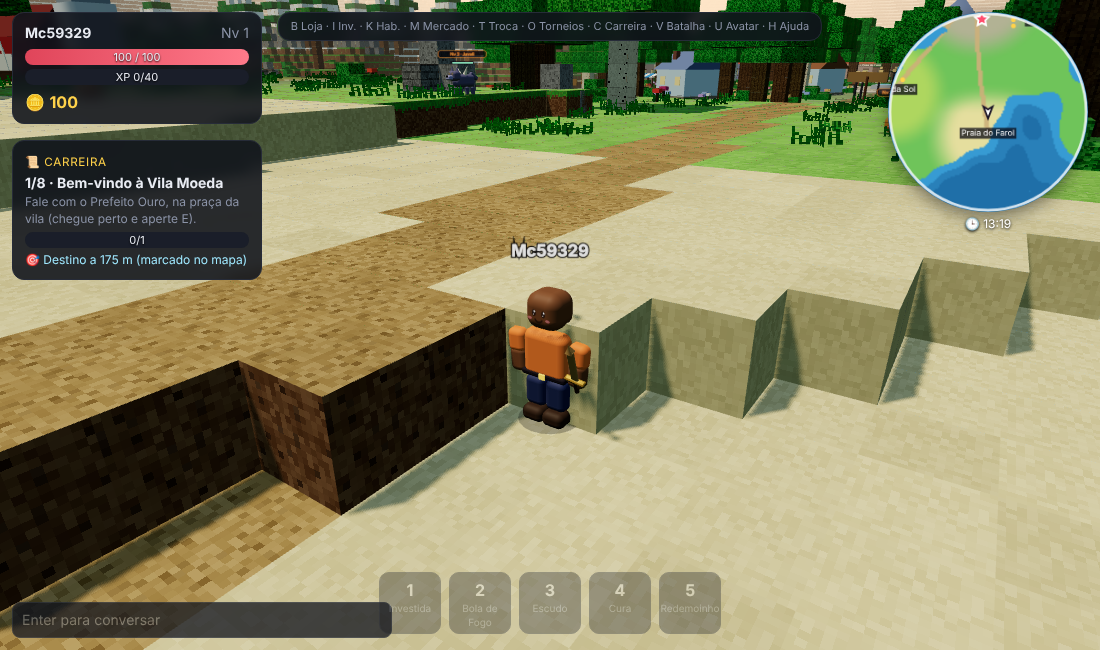 Mc59329 Nv 1
100 / 100
XP 0/40
100
B Loja · I Inv. · K Hab. · M Mercado · T Troca · O Torneios · C Carreira · V Batalha · U Avatar · H Ajuda
da Sol
Praia do Farol
13:19
CARREIRA
1/8 · Bem-vindo à Vila Moeda
Fale com o Prefeito Ouro, na praça da
vila (chegue perto e aperte E).
0/1
Destino a 175 m (marcado no mapa)
Mc59329
1 2 3 4 5
Investida Bola de Escudo Cura Redemoinho
Fogo
Enter para conversar